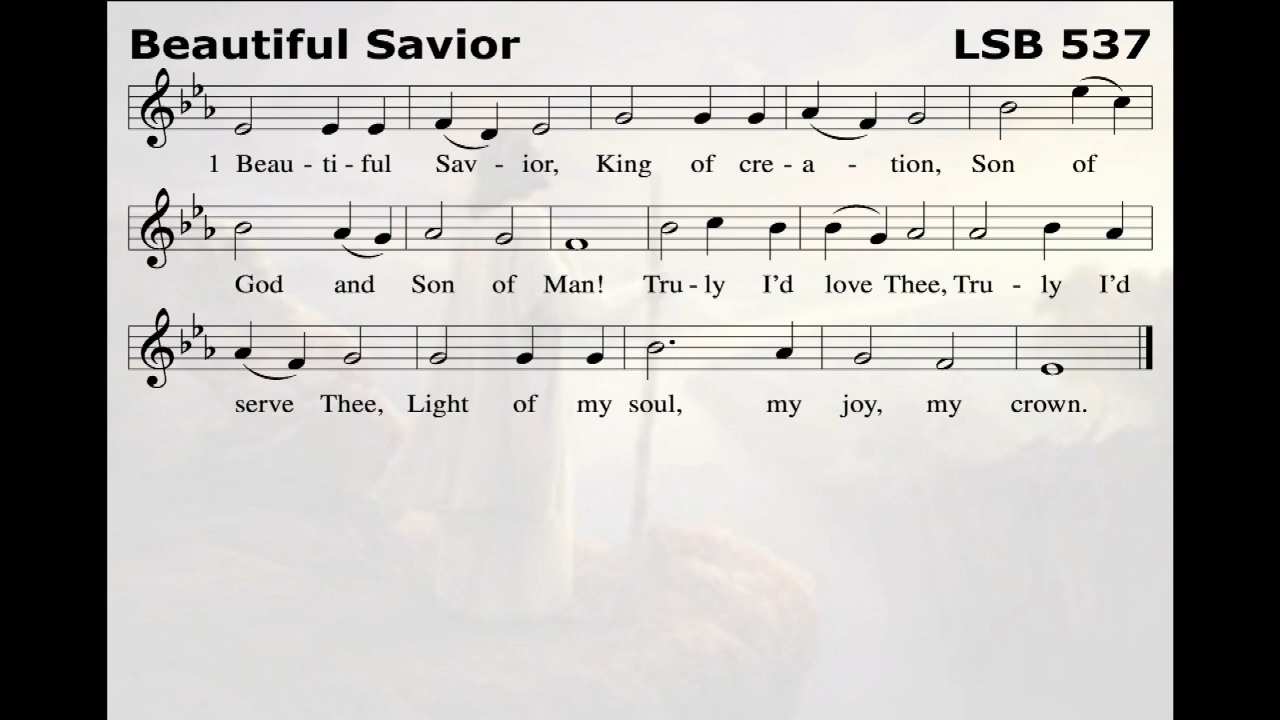 Beautiful Savior LSB 537
1 Beau - ti - ful Sav - ior, King of cre - a - tion, Son of
God and Son of Man! Tru - ly I'd love Thee, Tru - ly I'd
serve Thee, Light of my soul, my joy, my crown.